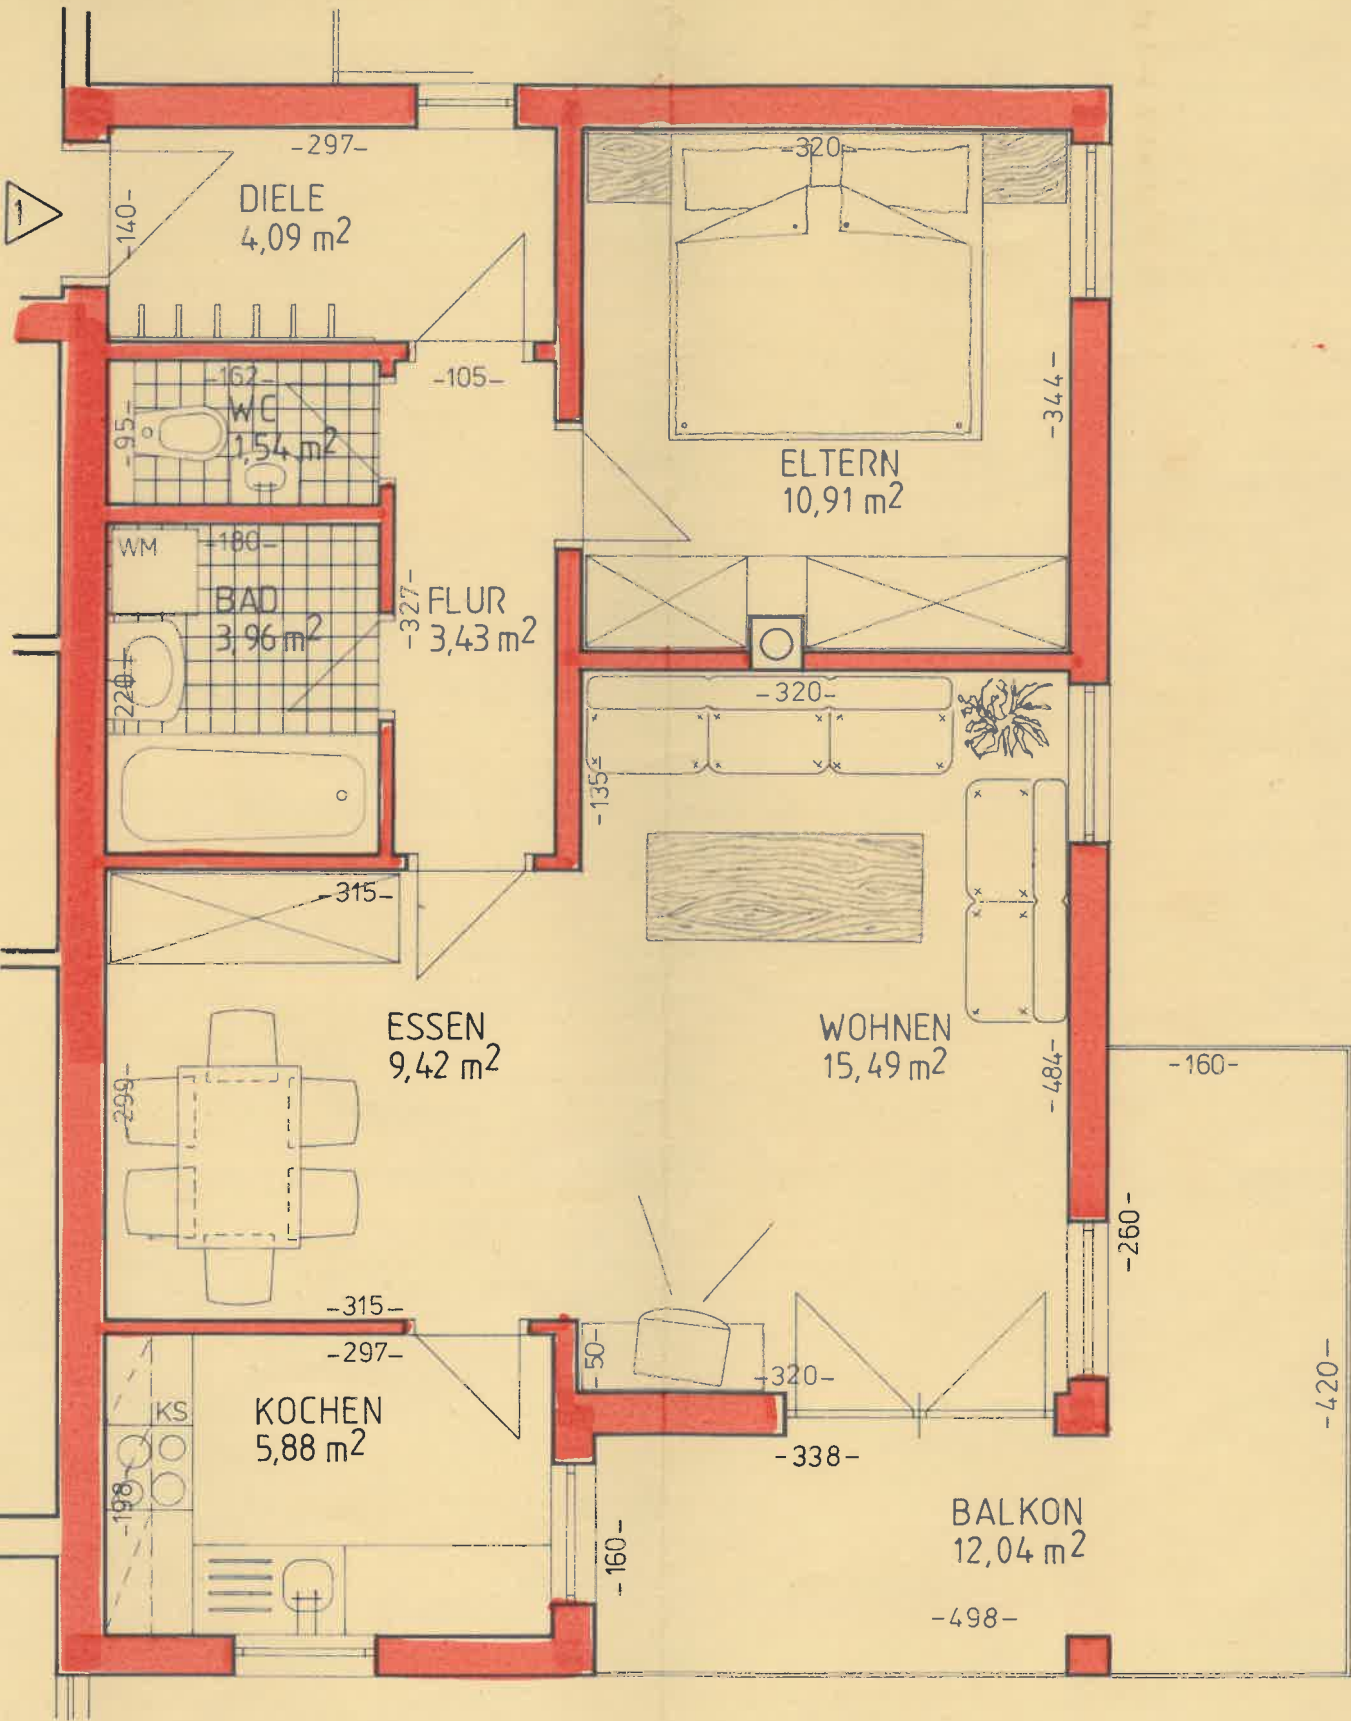 -297-
-320-
DIELE
4,09 m2
-140-
1
-162-
-105-
WC
1,54 m2
-95-
-344-
ELTERN
10,91 m2
WM
-180-
BAD
3,96 m2
220
-327-
FLUR
3,43 m2
-320-
-135-
-315-
ESSEN
9,42 m2
WOHNEN
15,49 m2
-299-
-484-
-160-
-260-
-315-
-297-
-50-
-320-
-420-
KS
KOCHEN
5,88 m2
-198-
-338-
BALKON
12,04 m2
-160-
-498-